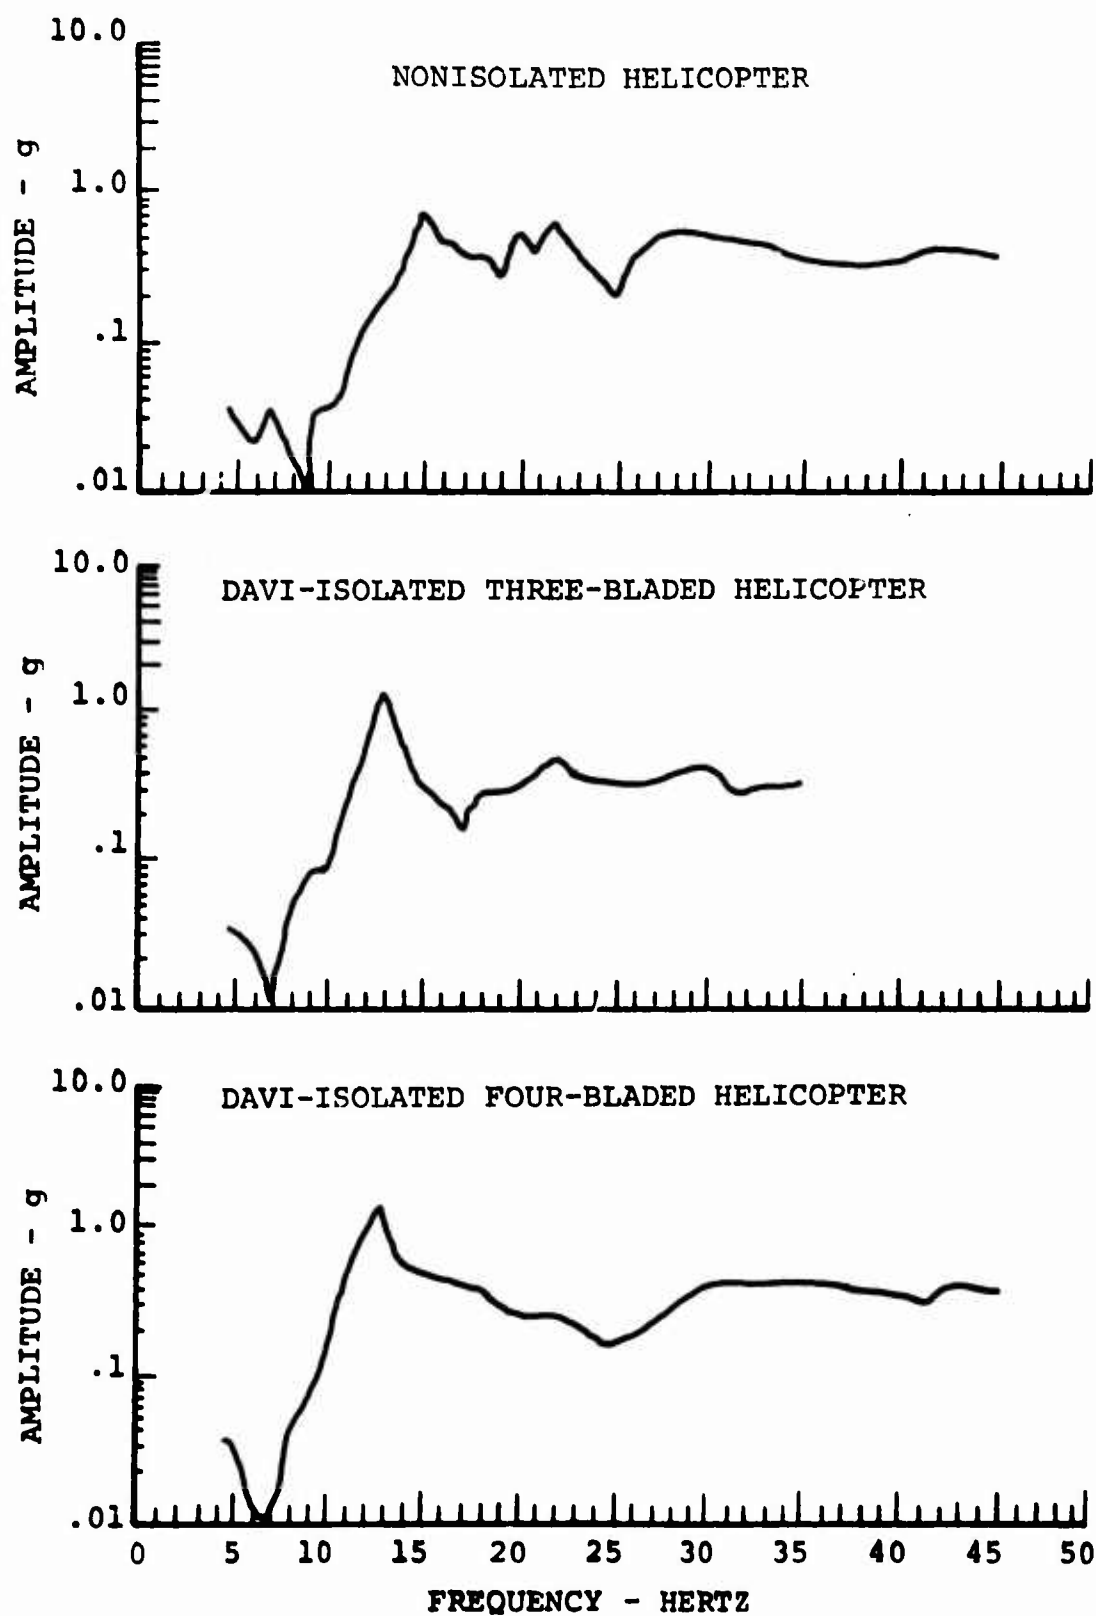 10.0
NONISOLATED HELICOPTER
1.0
.1
.01
AMPLITUDE - g
10.0
DAVI-ISOLATED THREE-BLADED HELICOPTER
1.0
.1
.01
AMPLITUDE - g
10.0
DAVI-ISOLATED FOUR-BLADED HELICOPTER
1.0
.1
.01
AMPLITUDE - g
0 5 10 15 20 25 30 35 40 45 50
FREQUENCY - HERTZ